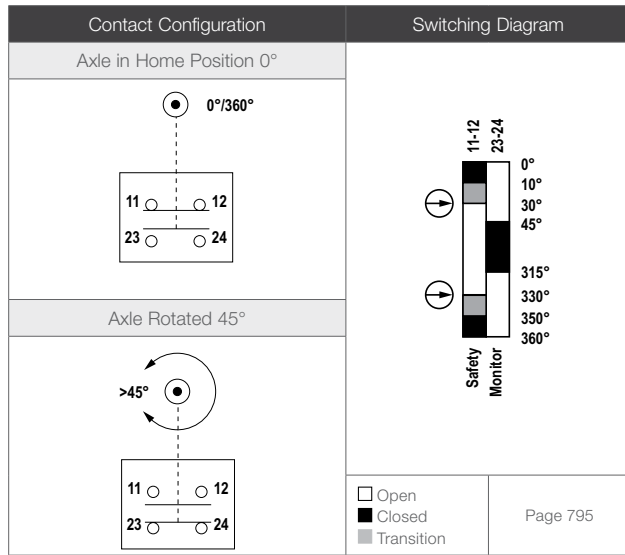 Contact Configuration
Switching Diagram
Axle in Home Position 0°
0°/360°
11 12
23 24
Axle Rotated 45°
>45°
11 12
23 24
11-12 23-24
0°
10°
30°
45°
315°
330°
350°
360°
Safety Monitor
Open
Closed
Transition
Page 795